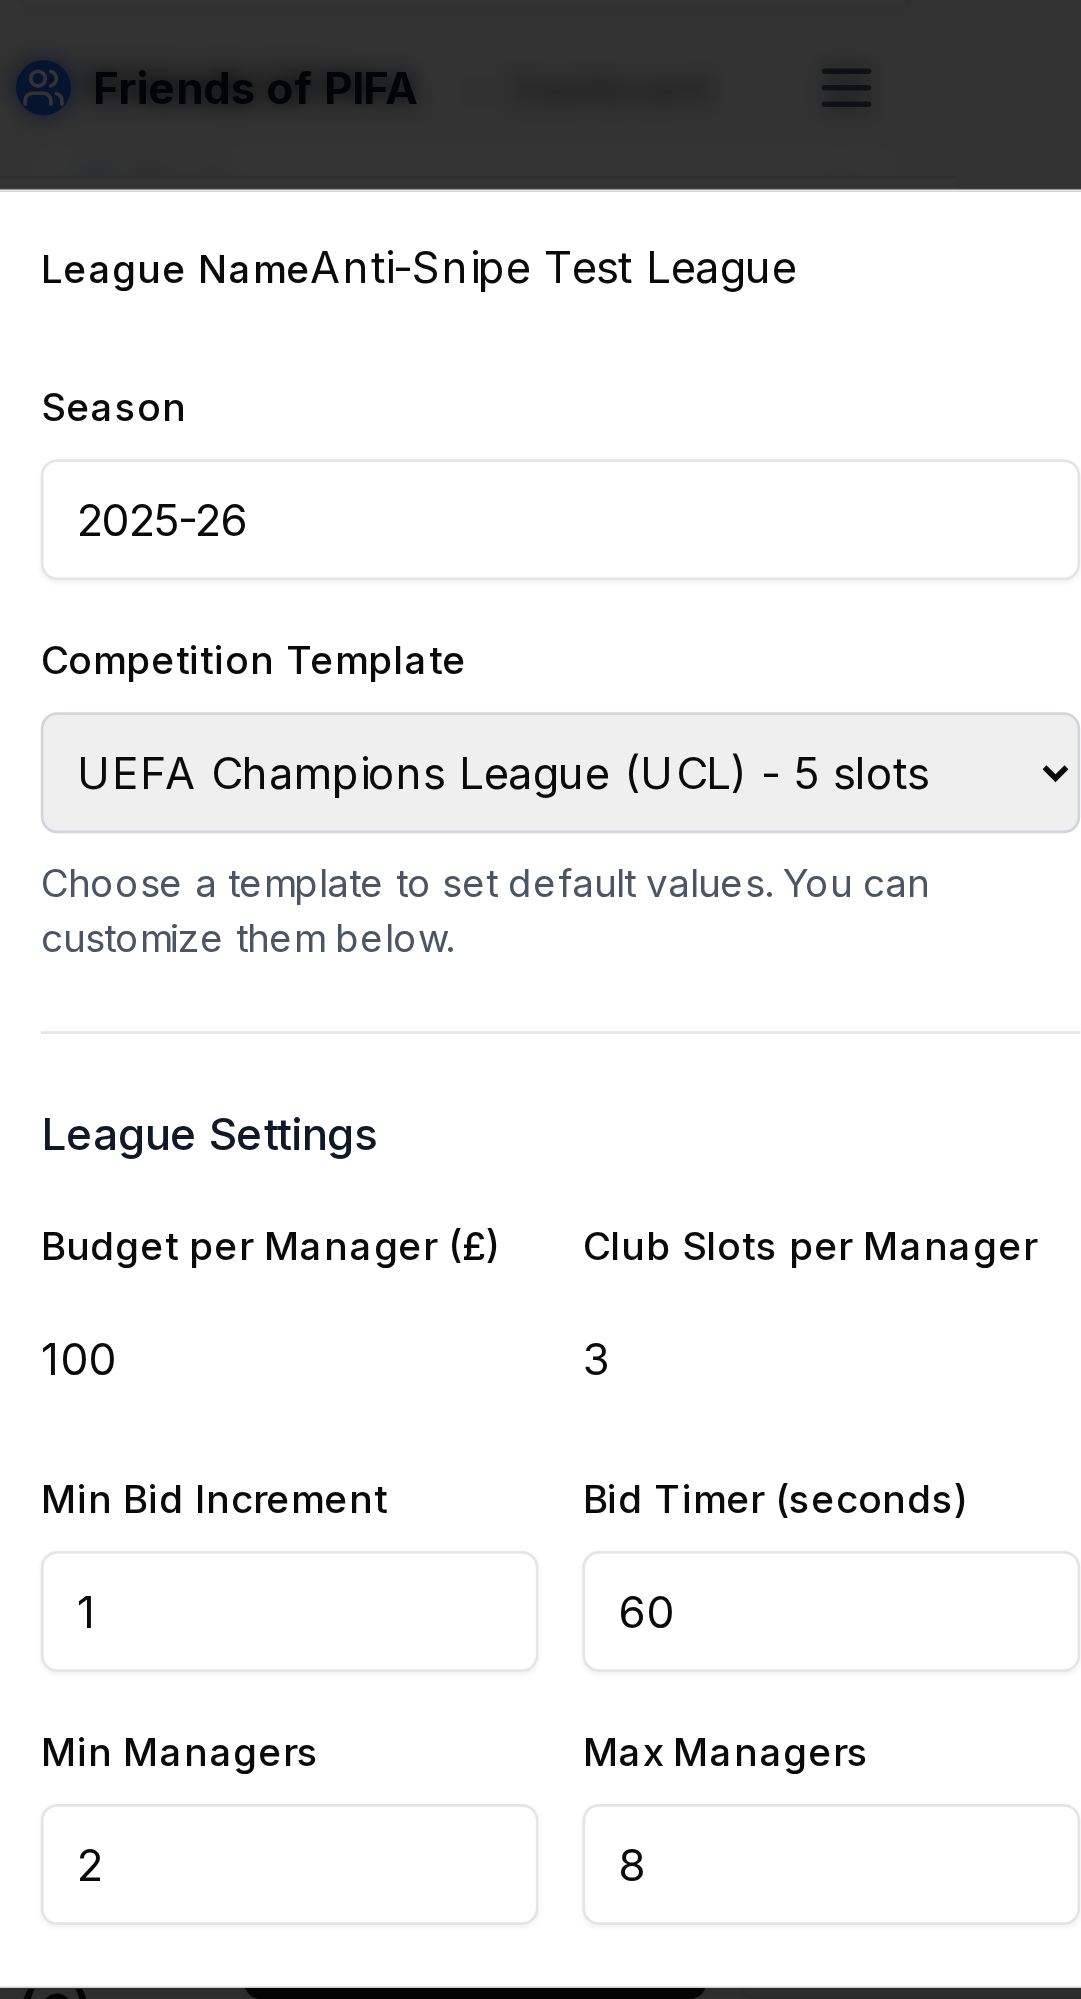 Friends of PIFA
League Name Anti-Snipe Test League
Season
2025-26
Competition Template
UEFA Champions League (UCL) - 5 slots
Choose a template to set default values. You can
customize them below.
League Settings
Budget per Manager (£) Club Slots per Manager
100 3
Min Bid Increment Bid Timer (seconds)
1 60
Min Managers Max Managers
2 8